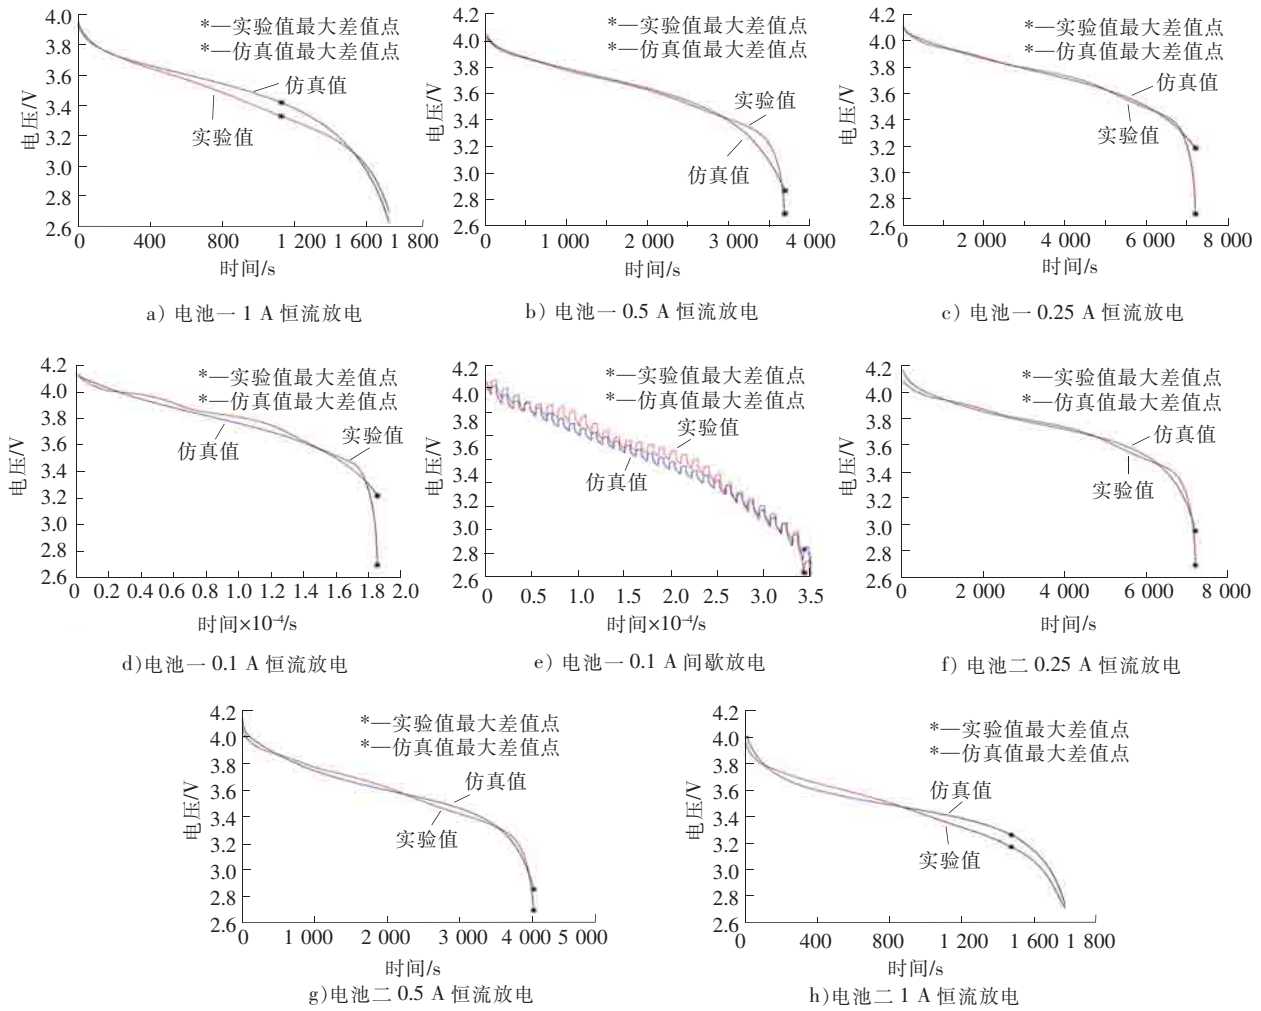 4.0
3.8
3.6
3.4
3.2
3.0
2.8
2.6
电压/V
*—实验值最大差值点
*—仿真值最大差值点
仿真值
实验值
0 400 800 1 200 1 600 1 800
时间/s
a) 电池一 1 A 恒流放电
4.2
4.0
3.8
3.6
3.4
3.2
3.0
2.8
2.6
电压/V
*—实验值最大差值点
*—仿真值最大差值点
实验值
仿真值
0 1 000 2 000 3 000 4 000
时间/s
b) 电池一 0.5 A 恒流放电
4.2
4.0
3.8
3.6
3.4
3.2
3.0
2.8
2.6
电压/V
*—实验值最大差值点
*—仿真值最大差值点
仿真值
实验值
0 2 000 4 000 6 000 8 000
时间/s
c) 电池一 0.25 A 恒流放电
4.2
4.0
3.8
3.6
3.4
3.2
3.0
2.8
2.6
电压/V
*—实验值最大差值点
*—仿真值最大差值点
实验值
仿真值
0 0.2 0.4 0.6 0.8 1.0 1.2 1.4 1.6 1.8 2.0
时间×10⁻⁴/s
d)电池一 0.1 A 恒流放电
4.2
4.0
3.8
3.6
3.4
3.2
3.0
2.8
2.6
电压/V
*—实验值最大差值点
*—仿真值最大差值点
实验值
仿真值
0 0.5 1.0 1.5 2.0 2.5 3.0 3.5
时间×10⁻⁴/s
e) 电池一 0.1 A 间歇放电
4.2
4.0
3.8
3.6
3.4
3.2
3.0
2.8
2.6
电压/V
*—实验值最大差值点
*—仿真值最大差值点
仿真值
实验值
0 2 000 4 000 6 000 8 000
时间/s
f) 电池二 0.25 A 恒流放电
4.2
4.0
3.8
3.6
3.4
3.2
3.0
2.8
2.6
电压/V
*—实验值最大差值点
*—仿真值最大差值点
仿真值
实验值
0 1 000 2 000 3 000 4 000 5 000
时间/s
g)电池二 0.5 A 恒流放电
4.2
4.0
3.8
3.6
3.4
3.2
3.0
2.8
2.6
电压/V
*—实验值最大差值点
*—仿真值最大差值点
仿真值
实验值
0 400 800 1 200 1 600 1 800
时间/s
h)电池二 1 A 恒流放电